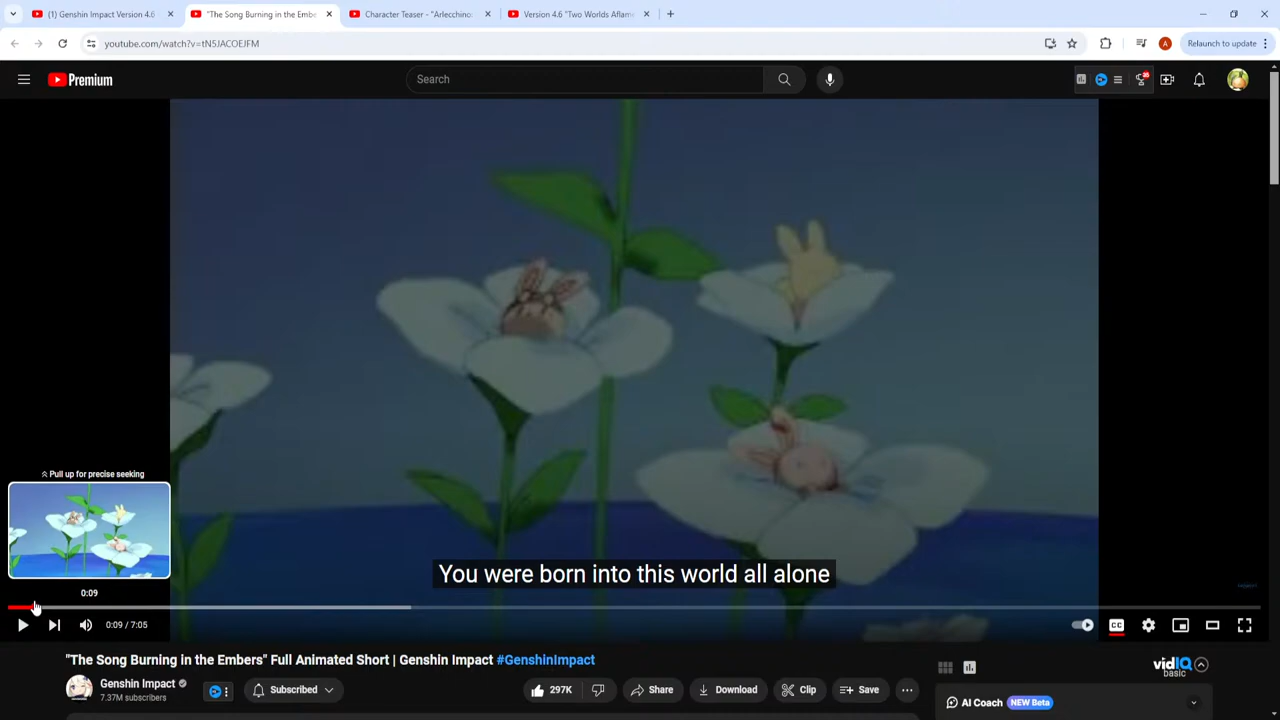 (1) Genshin Impact Version 4.6
"The Song Burning in the Embe
Character Teaser - "Arlecchino:
Version 4.6 "Two Worlds Aflam
youtube.com/watch?v=tN5JACOEJFM
A
Relaunch to update
Premium
Search
Pull up for precise seeking
You were born into this world all alone
0:09
0:09 / 7:05
CC
"The Song Burning in the Embers" Full Animated Short | Genshin Impact #GenshinImpact
Genshin Impact
7.37M subscribers
Subscribed
297K
Share
Download
Clip
Save
vidIQ
basic
AI Coach NEW Beta